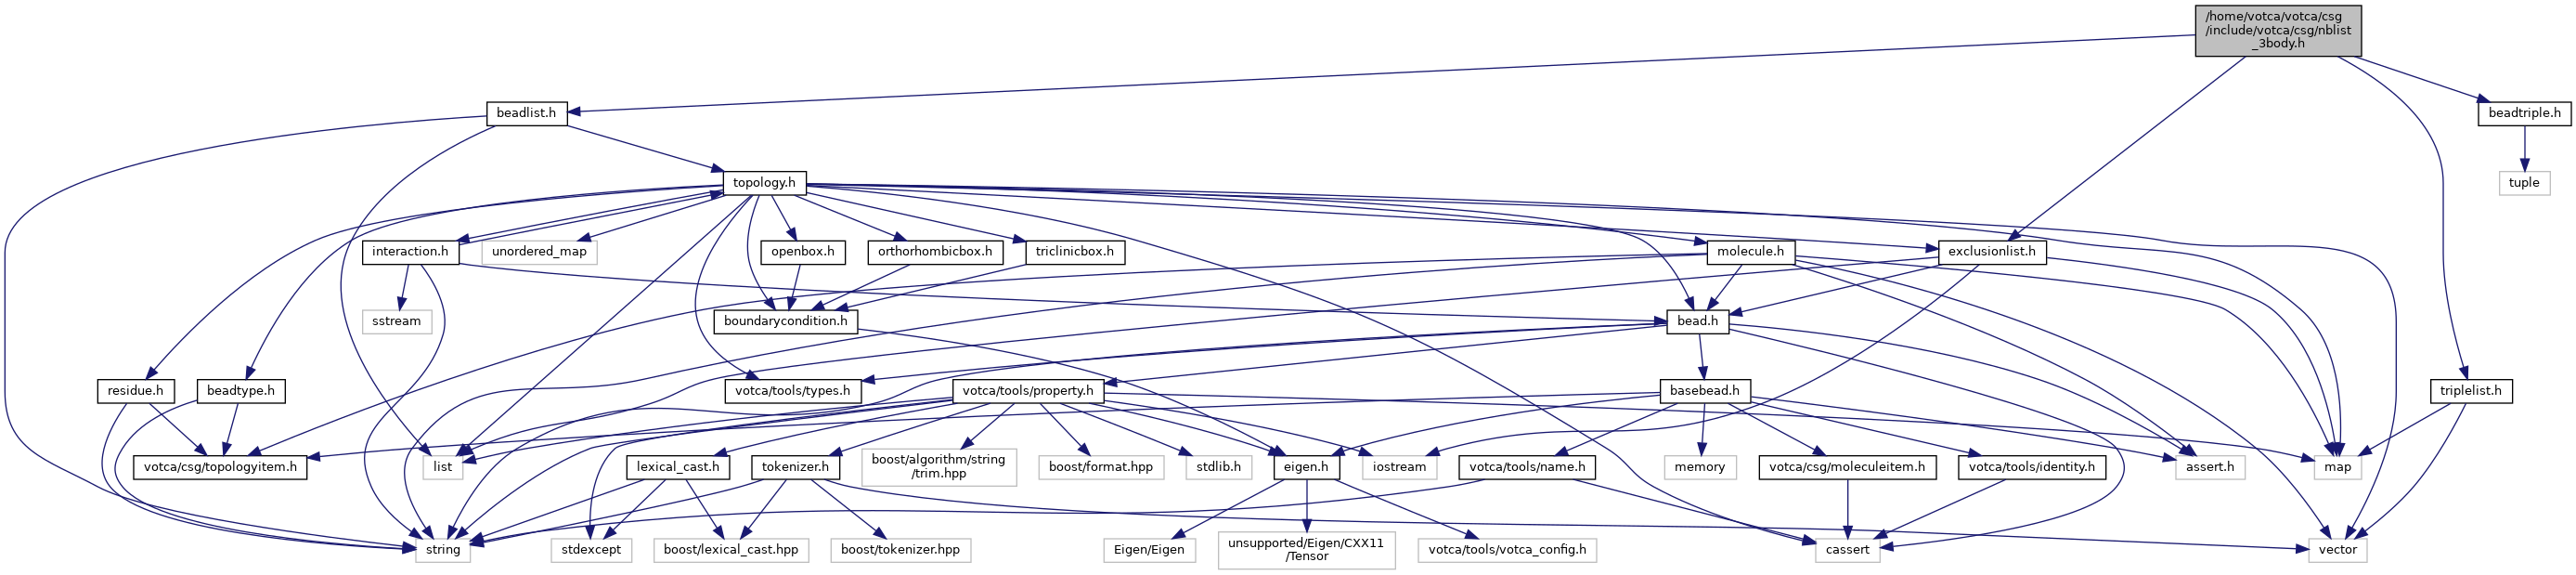 /home/votca/votca/csg
/include/votca/csg/nblist
_3body.h
beadlist.h
beadtriple.h
topology.h
tuple
interaction.h
unordered_map
openbox.h
orthorhombicbox.h
triclinicbox.h
molecule.h
exclusionlist.h
sstream
boundarycondition.h
bead.h
residue.h
beadtype.h
votca/tools/types.h
votca/tools/property.h
basebead.h
triplelist.h
votca/csg/topologyitem.h
list
lexical_cast.h
tokenizer.h
boost/algorithm/string
/trim.hpp
boost/format.hpp
stdlib.h
eigen.h
iostream
votca/tools/name.h
memory
votca/csg/moleculeitem.h
votca/tools/identity.h
assert.h
map
string
stdexcept
boost/lexical_cast.hpp
boost/tokenizer.hpp
Eigen/Eigen
unsupported/Eigen/CXX11
/Tensor
votca/tools/votca_config.h
cassert
vector